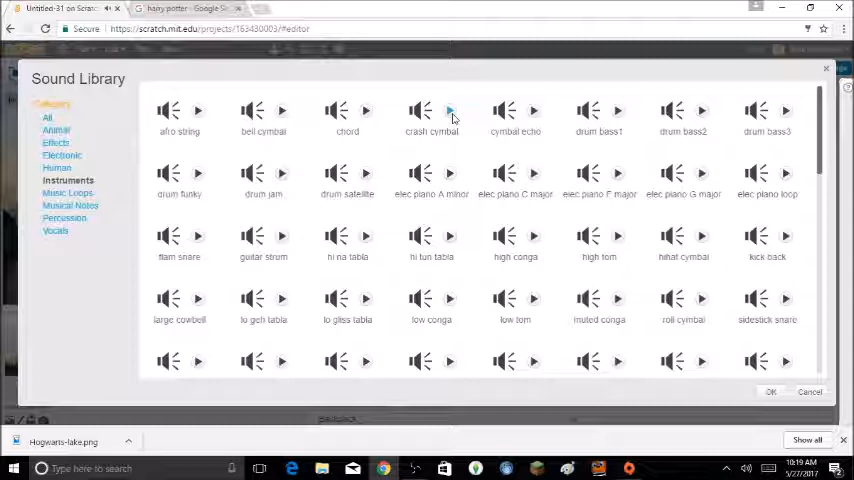 Untitled-31 on Scratc
harry potter - Google Se
Secure
https://scratch.mit.edu/projects/163430003/#editor
Sound Library
Category
All
Animal
Effects
Electronic
Human
Instruments
Music Loops
Musical Notes
Percussion
Vocals
afro string bell cymbal chord crash cymbal cymbal echo drum bass1 drum bass2 drum bass3
drum funky drum jam drum satellite elec piano A minor elec piano C major elec piano F major elec piano G major elec piano loop
flam snare guitar strum hi na tabla hi tun tabla high conga high tom hihat cymbal kick back
large cowbell lo geh tabla lo gliss tabla low conga low tom muted conga roll cymbal sidestick snare
OK Cancel
Hogwarts-lake.png
Show all
Type here to search
10:19 AM
5/27/2017